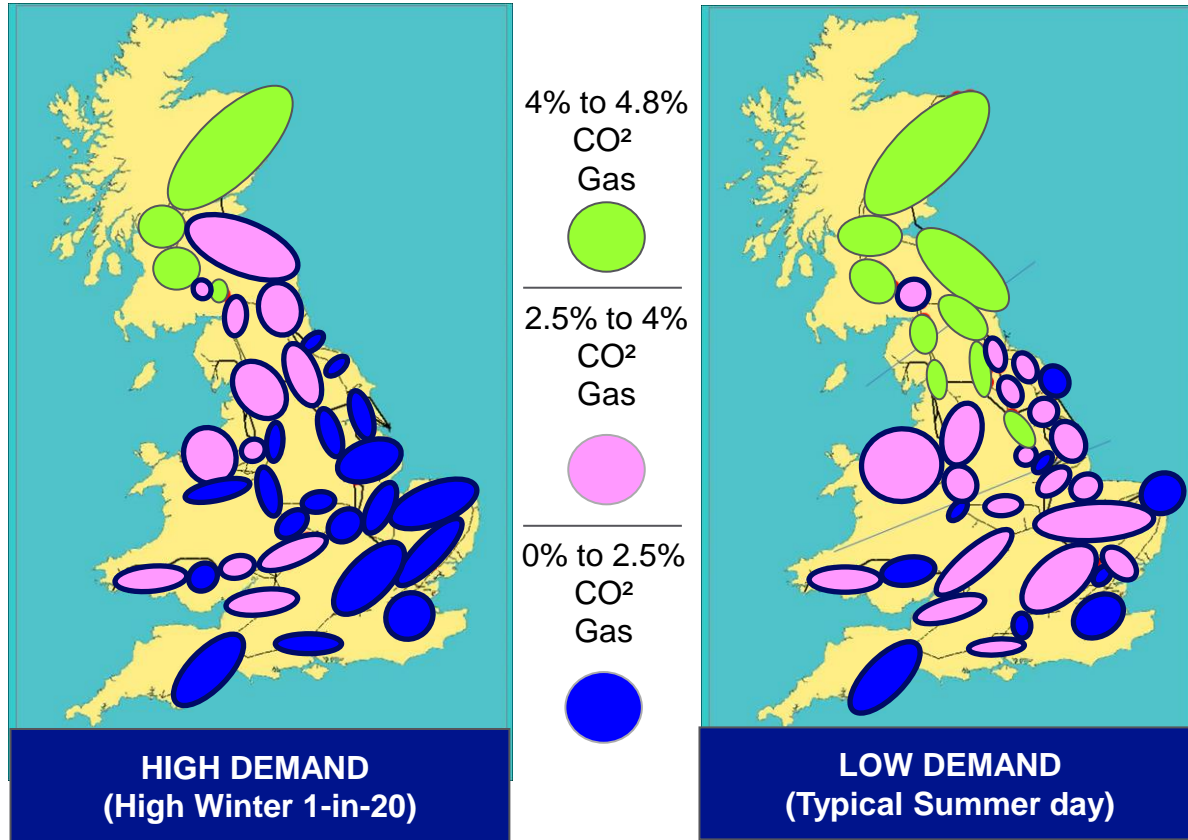 4% to 4.8%
CO²
Gas
2.5% to 4%
CO²
Gas
0% to 2.5%
CO²
Gas
HIGH DEMAND
(High Winter 1-in-20)
LOW DEMAND
(Typical Summer day)